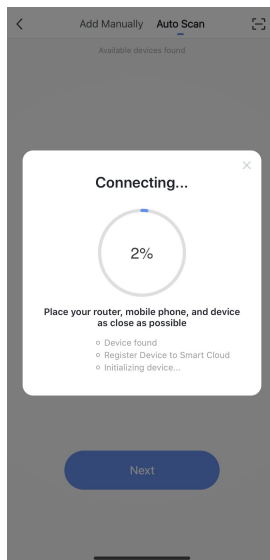 Add Manually Auto Scan
Available devices found
Connecting...
2%
Place your router, mobile phone, and device
as close as possible
Device found
Register Device to Smart Cloud
Initializing device...
Next